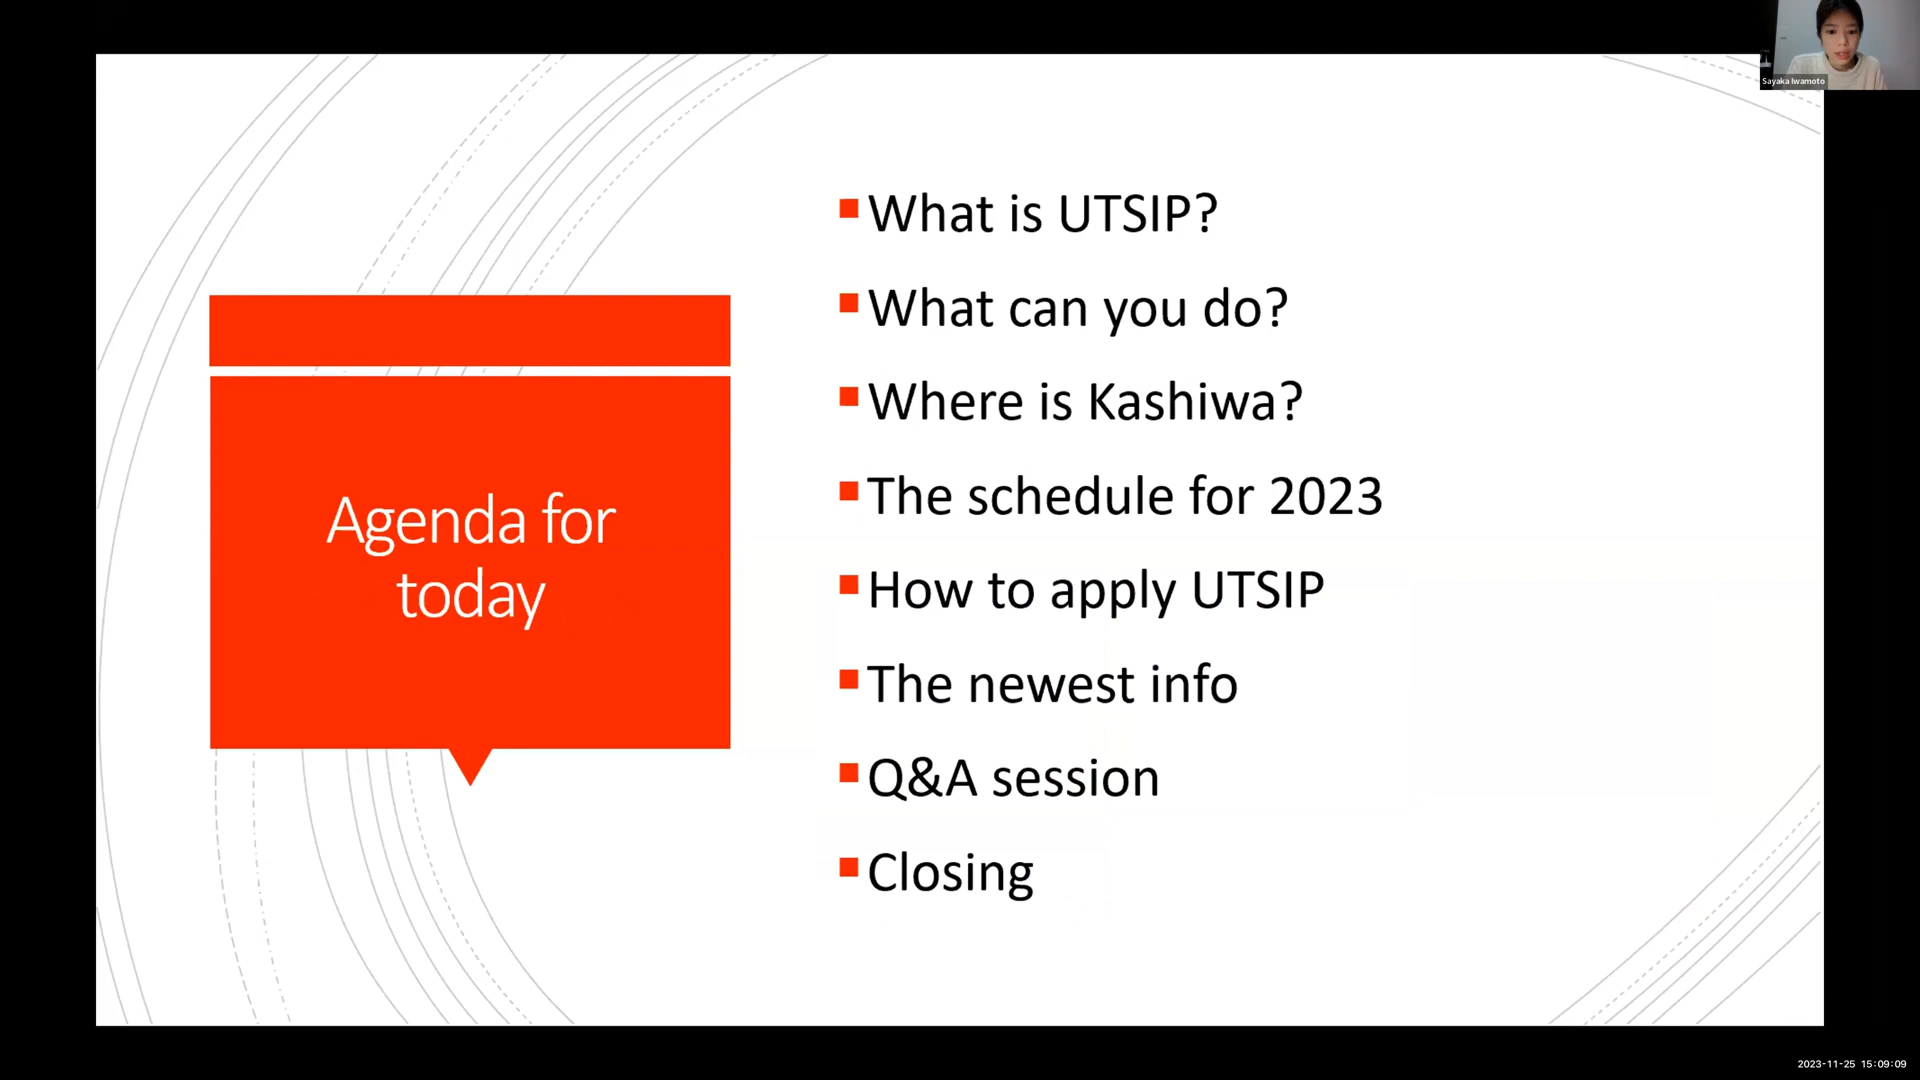 Sayaka Iwamoto
Agenda for
today
What is UTSIP?
What can you do?
Where is Kashiwa?
The schedule for 2023
How to apply UTSIP
The newest info
Q&A session
Closing
2023-11-25 15:09:09